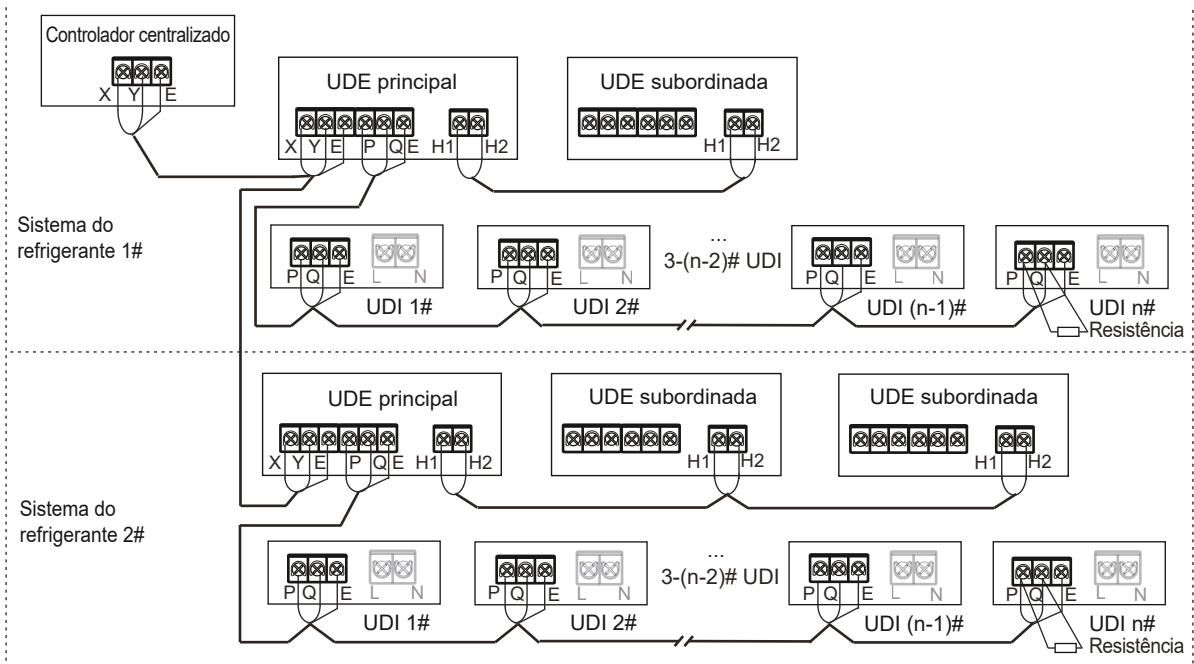 Controlador centralizado
X Y E
UDE principal
X Y E P Q E H1 H2
UDE subordinada
H1 H2
Sistema do
refrigerante 1#
P Q E L N
UDI 1#
P Q E L N
UDI 2#
...
3-(n-2)# UDI
P Q E L N
UDI (n-1)#
P Q E L N
UDI n#
Resistência
UDE principal
X Y E P Q E H1 H2
UDE subordinada
H1 H2
UDE subordinada
H1 H2
Sistema do
refrigerante 2#
P Q E L N
UDI 1#
P Q E L N
UDI 2#
...
3-(n-2)# UDI
P Q E L N
UDI (n-1)#
P Q E L N
UDI n#
Resistência